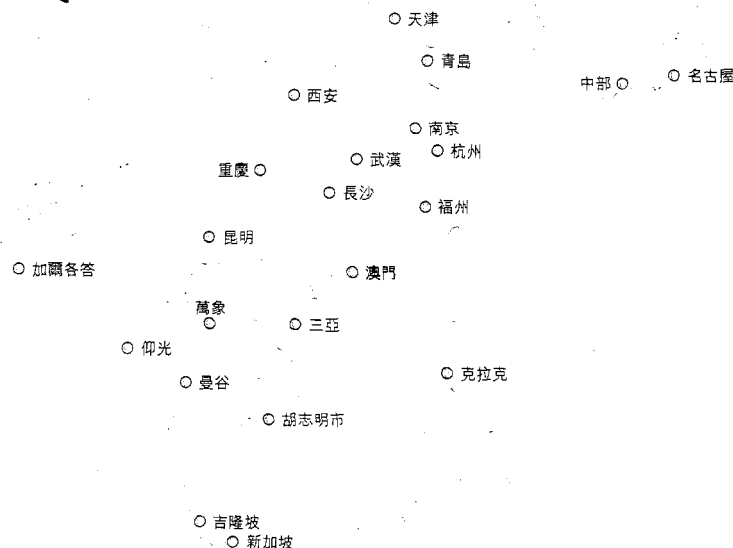 天津
青島
中部
名古屋
西安
南京
杭州
武漢
重慶
長沙
福州
昆明
加爾各答
澳門
萬象
三亞
仰光
克拉克
曼谷
胡志明市
吉隆坡
新加坡